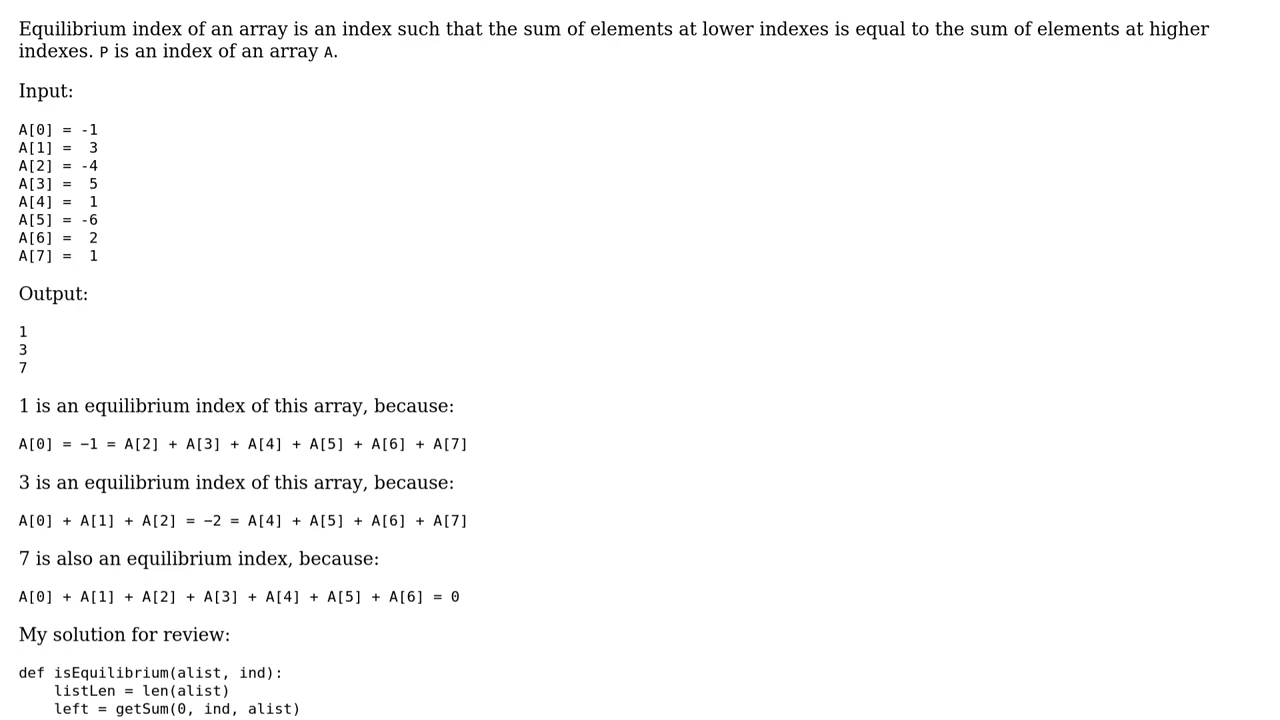 Equilibrium index of an array is an index such that the sum of elements at lower indexes is equal to the sum of elements at higher
indexes. P is an index of an array A.
Input:
A[0] = -1
A[1] =  3
A[2] = -4
A[3] =  5
A[4] =  1
A[5] = -6
A[6] =  2
A[7] =  1
Output:
1
3
7
1 is an equilibrium index of this array, because:
A[0] = −1 = A[2] + A[3] + A[4] + A[5] + A[6] + A[7]
3 is an equilibrium index of this array, because:
A[0] + A[1] + A[2] = −2 = A[4] + A[5] + A[6] + A[7]
7 is also an equilibrium index, because:
A[0] + A[1] + A[2] + A[3] + A[4] + A[5] + A[6] = 0
My solution for review:
def isEquilibrium(alist, ind):
    listLen = len(alist)
    left = getSum(0, ind, alist)